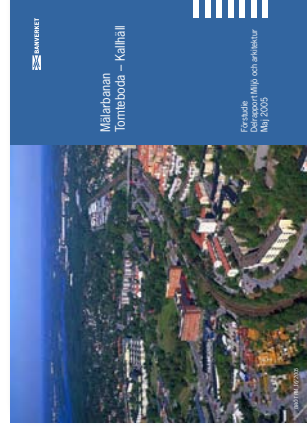 BANVERKET
Mälarbanan
Tomteboda – Kallhäll
Förstudie
Delrapport Miljö och arkitektur
Maj 2005